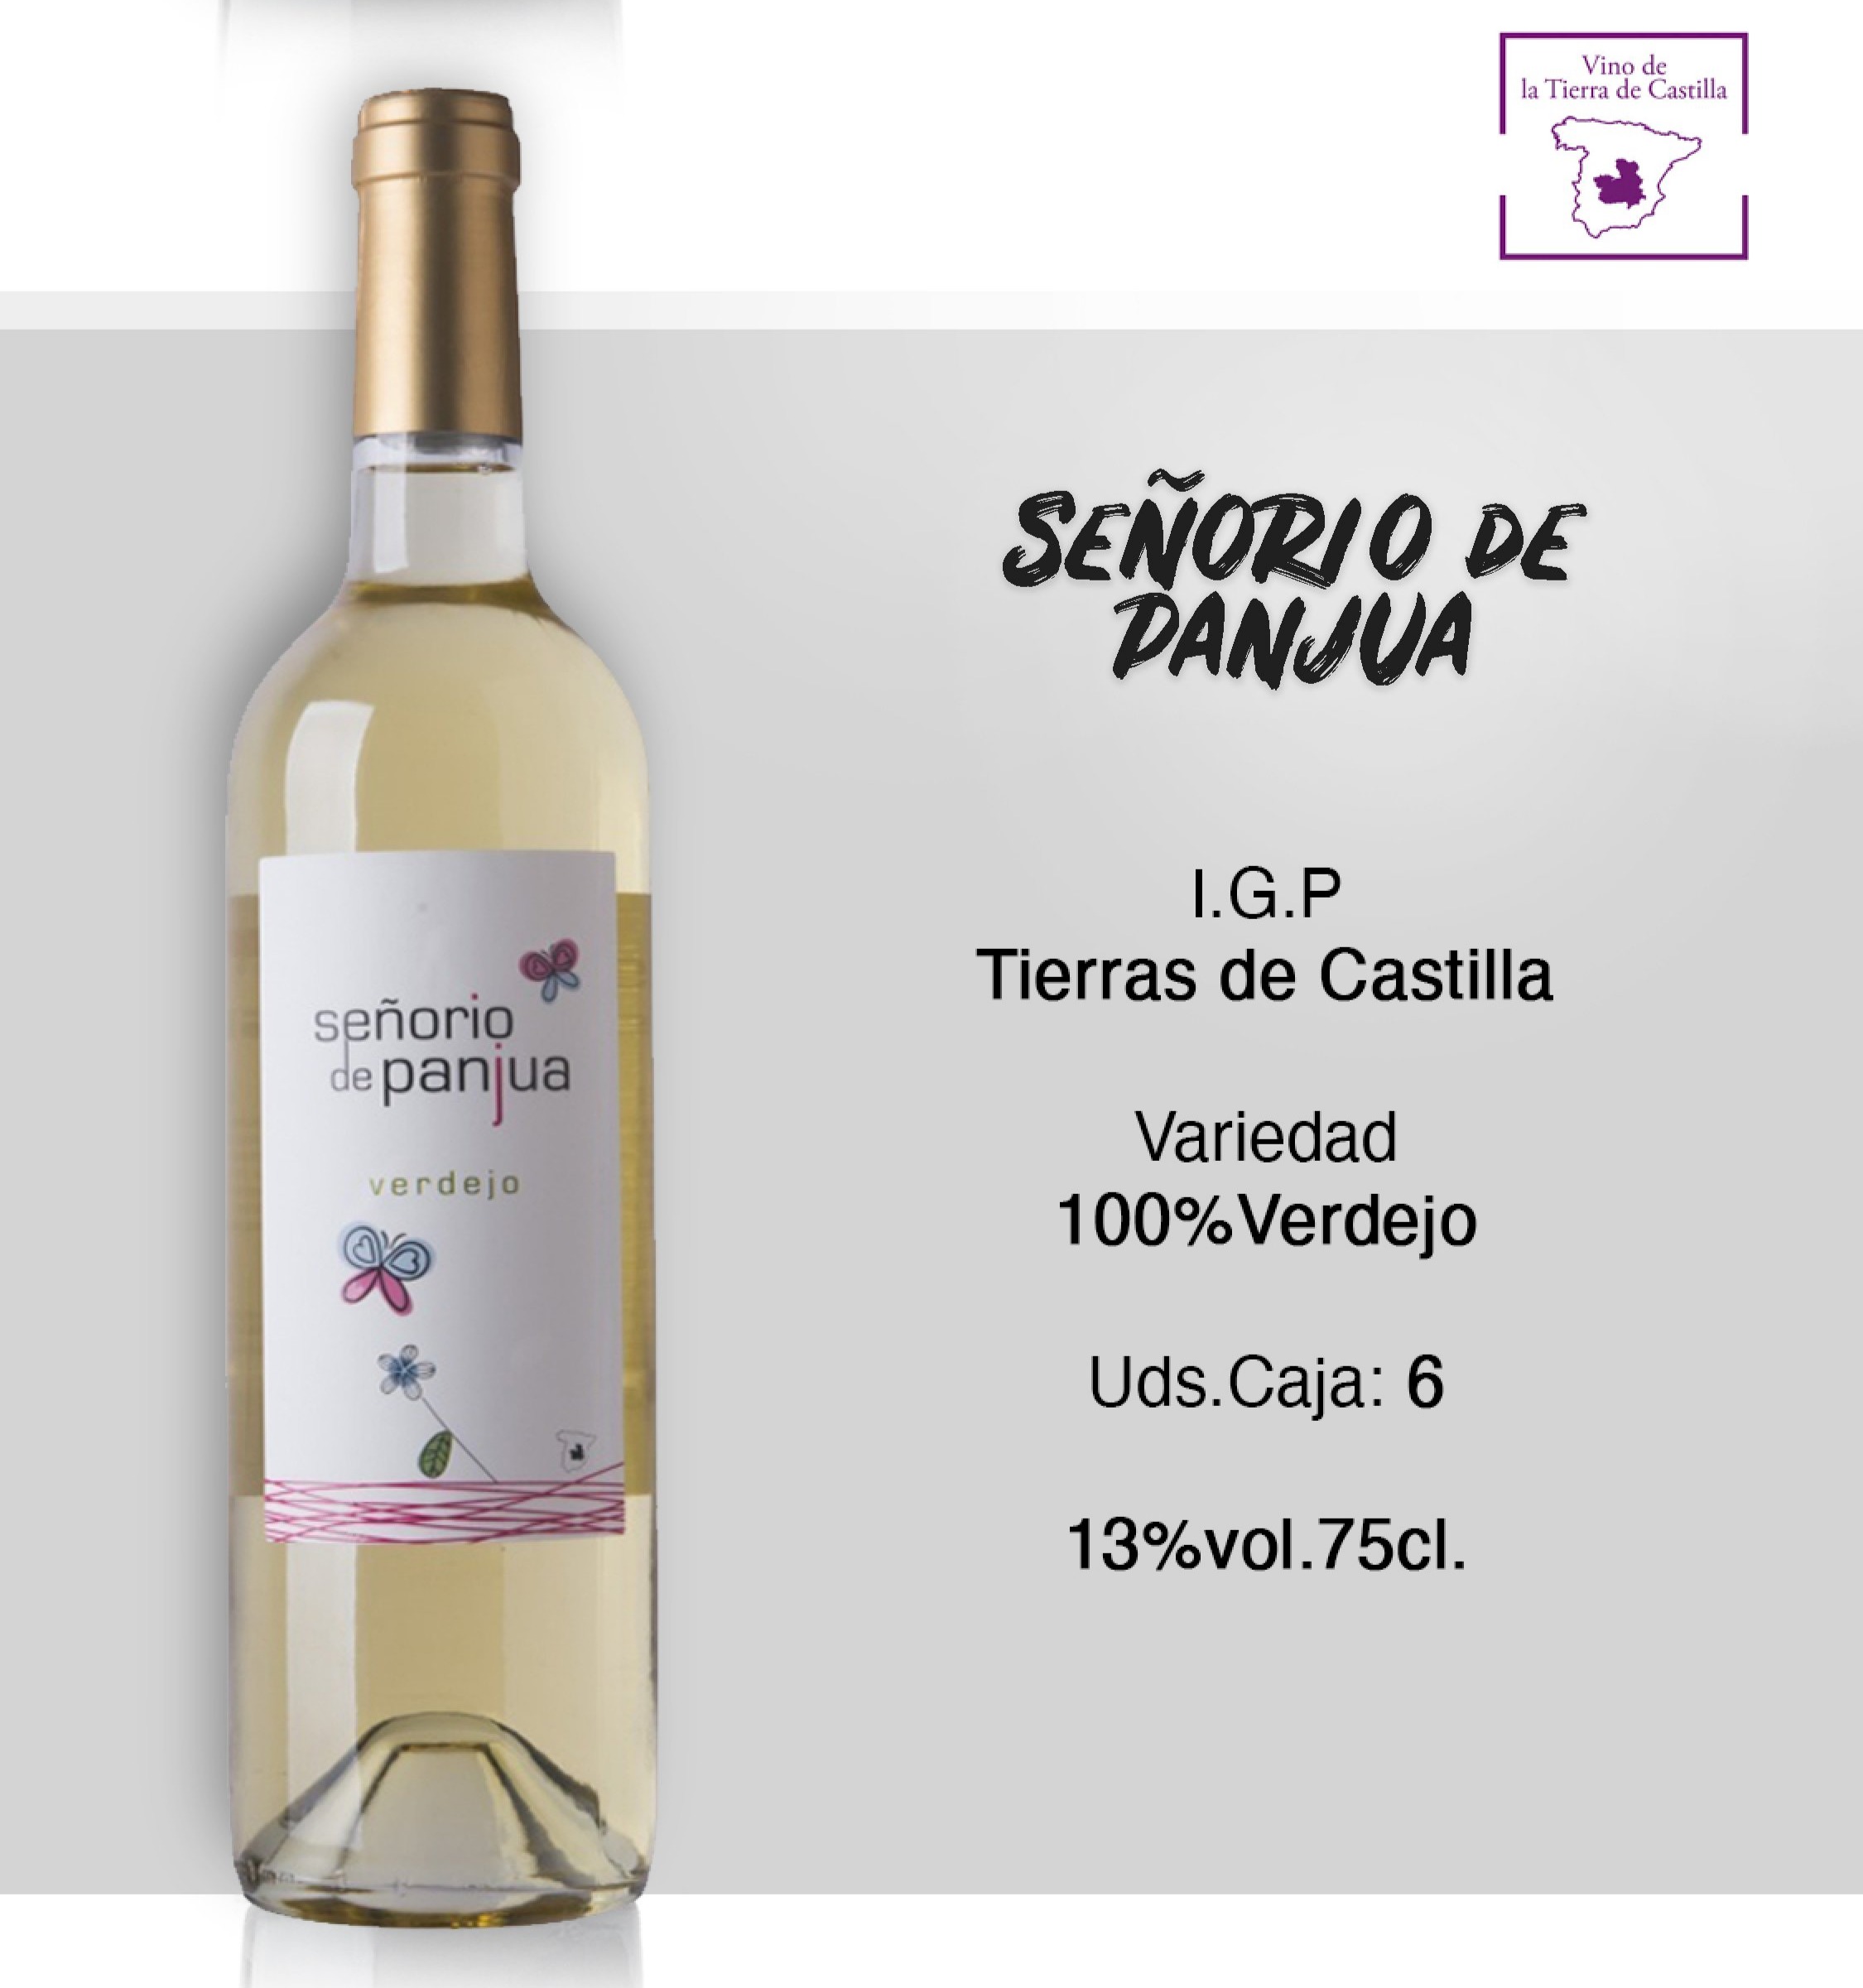 Vino de
la Tierra de Castilla
SEÑORIO DE
PANJUA
I.G.P
Tierras de Castilla
Variedad
100%Verdejo
Uds.Caja: 6
13%vol.75cl.
señorio
de panjua
verdejo